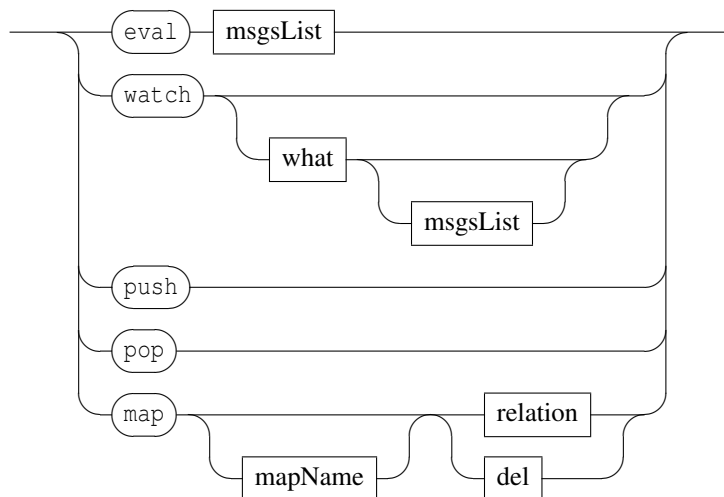 eval msgsList
watch
what
msgsList
push
pop
map relation
mapName del